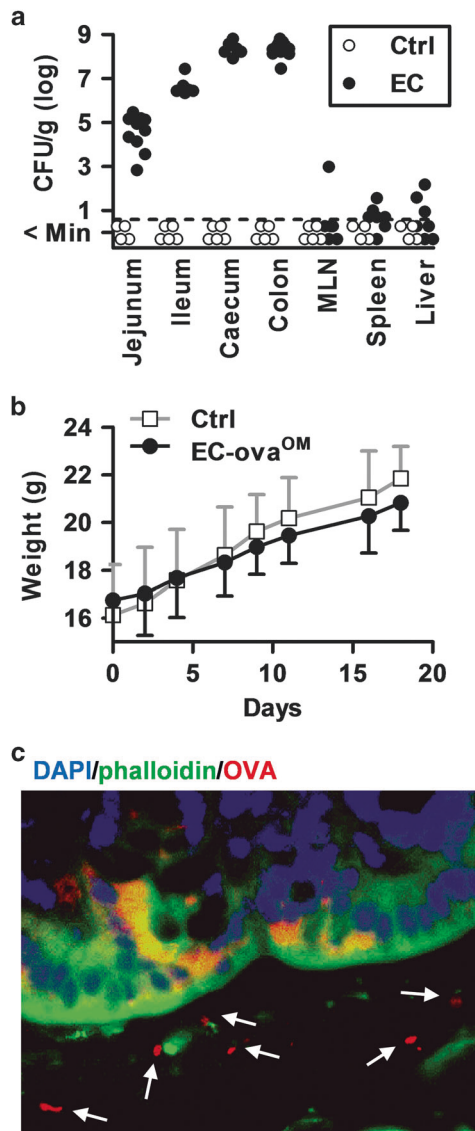 a
CFU/g (log)
9
7
5
3
1
< Min
Ctrl
EC
Jejunum
Ileum
Caecum
Colon
MLN
Spleen
Liver
b
Weight (g)
24
22
20
18
16
Ctrl
EC-ova^OM
0 5 10 15 20
Days
c
DAPI/phalloidin/OVA